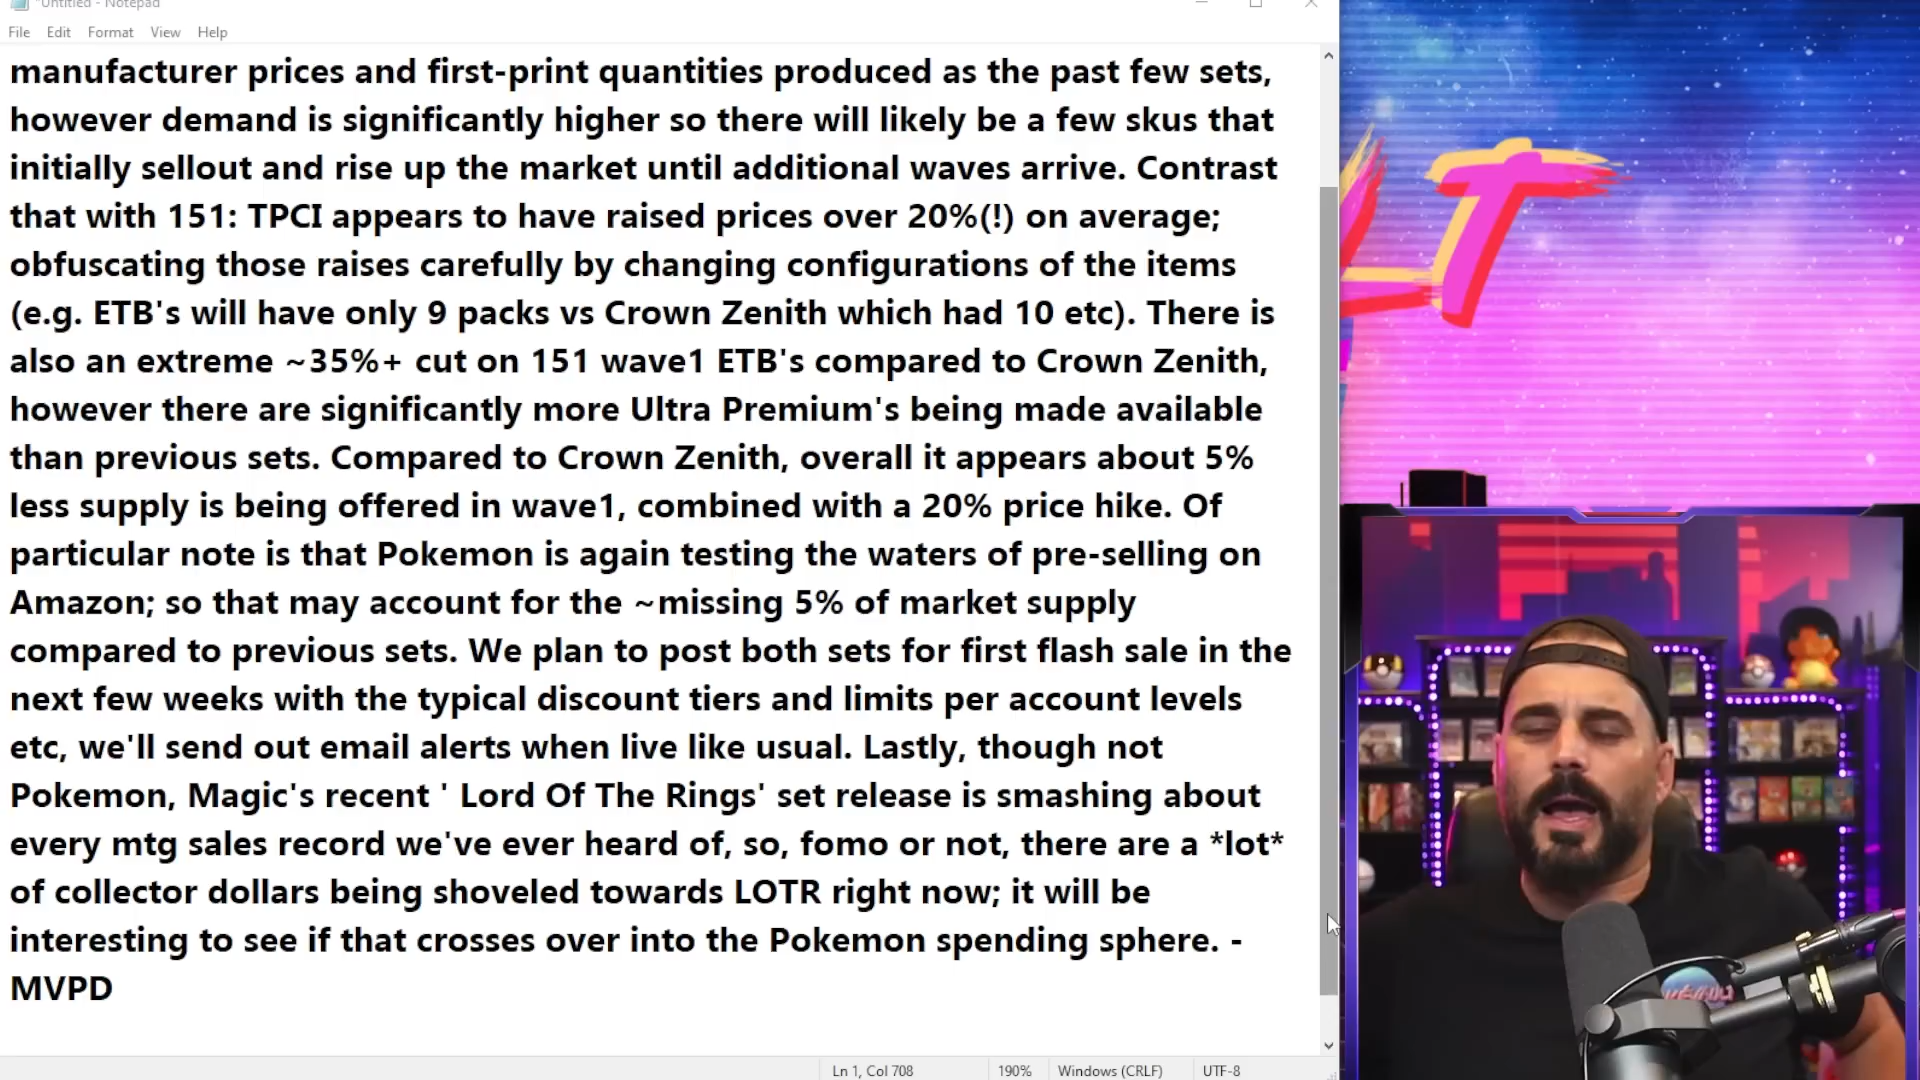 *Untitled - Notepad
File Edit Format View Help
manufacturer prices and first-print quantities produced as the past few sets,
however demand is significantly higher so there will likely be a few skus that
initially sellout and rise up the market until additional waves arrive. Contrast
that with 151: TPCI appears to have raised prices over 20%(!) on average;
obfuscating those raises carefully by changing configurations of the items
(e.g. ETB's will have only 9 packs vs Crown Zenith which had 10 etc). There is
also an extreme ~35%+ cut on 151 wave1 ETB's compared to Crown Zenith,
however there are significantly more Ultra Premium's being made available
than previous sets. Compared to Crown Zenith, overall it appears about 5%
less supply is being offered in wave1, combined with a 20% price hike. Of
particular note is that Pokemon is again testing the waters of pre-selling on
Amazon; so that may account for the ~missing 5% of market supply
compared to previous sets. We plan to post both sets for first flash sale in the
next few weeks with the typical discount tiers and limits per account levels
etc, we'll send out email alerts when live like usual. Lastly, though not
Pokemon, Magic's recent ' Lord Of The Rings' set release is smashing about
every mtg sales record we've ever heard of, so, fomo or not, there are a *lot*
of collector dollars being shoveled towards LOTR right now; it will be
interesting to see if that crosses over into the Pokemon spending sphere. -
MVPD
Ln 1, Col 708 190% Windows (CRLF) UTF-8